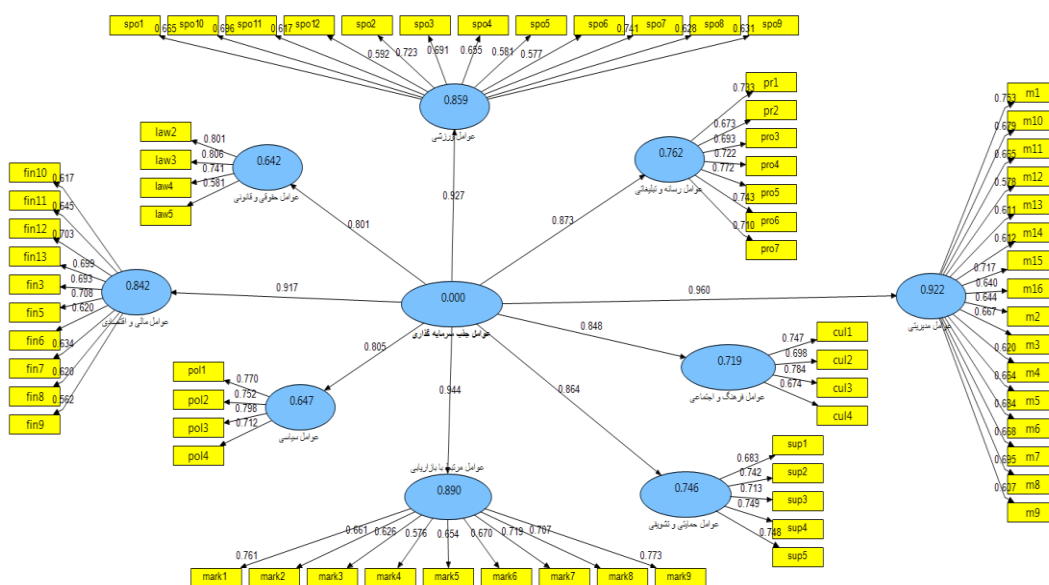 spo1 spo10 spo11 spo12 spo2 spo3 spo4 spo5 spo6 spo7 spo8 spo9
0.665 0.696 0.617 0.592 0.723 0.691 0.655 0.581 0.577 0.741 0.628 0.631
0.859
عوامل ورزشی
law2 0.801
law3 0.806
law4 0.741
law5 0.581
0.642
عوامل حقوقی و قانونی
pr1 0.733
pr2 0.673
pro3 0.693
pro4 0.722
pro5 0.772
pro6 0.743
pro7 0.710
0.762
عوامل رسانه و تبلیغاتی
m1 0.753
m10 0.679
m11 0.665
m12 0.578
m13 0.611
m14 0.612
m15 0.717
m16 0.640
m2 0.644
m3 0.667
m4 0.620
m5 0.664
m6 0.684
m7 0.668
m8 0.695
m9 0.607
0.922
عوامل مدیریتی
fin10 0.617
fin11 0.645
fin12 0.703
fin13 0.699
fin3 0.693
fin5 0.708
fin6 0.620
fin7 0.634
fin8 0.620
fin9 0.562
0.842
عوامل مالی و اقتصادی
0.927
0.801
0.873
0.917
0.960
0.000
عوامل جلب سرمایه گذاری
0.848
0.805
0.944
0.864
cul1 0.747
cul2 0.698
cul3 0.784
cul4 0.674
0.719
عوامل فرهنگ و اجتماعی
pol1 0.770
pol2 0.752
pol3 0.798
pol4 0.712
0.647
عوامل سیاسی
sup1 0.683
sup2 0.742
sup3 0.713
sup4 0.749
sup5 0.748
0.746
عوامل حمایتی و تشویقی
عوامل مرتبط با بازاریابی
0.890
0.761 0.661 0.626 0.576 0.654 0.670 0.719 0.707 0.773
mark1 mark2 mark3 mark4 mark5 mark6 mark7 mark8 mark9